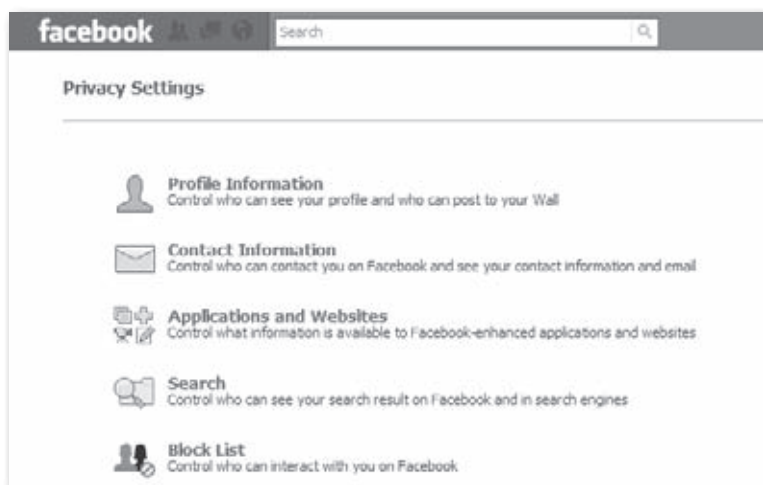 facebook Search
Privacy Settings
Profile Information
Control who can see your profile and who can post to your Wall
Contact Information
Control who can contact you on Facebook and see your contact information and email
Applications and Websites
Control what information is available to Facebook-enhanced applications and websites
Search
Control who can see your search result on Facebook and in search engines
Block List
Control who can interact with you on Facebook